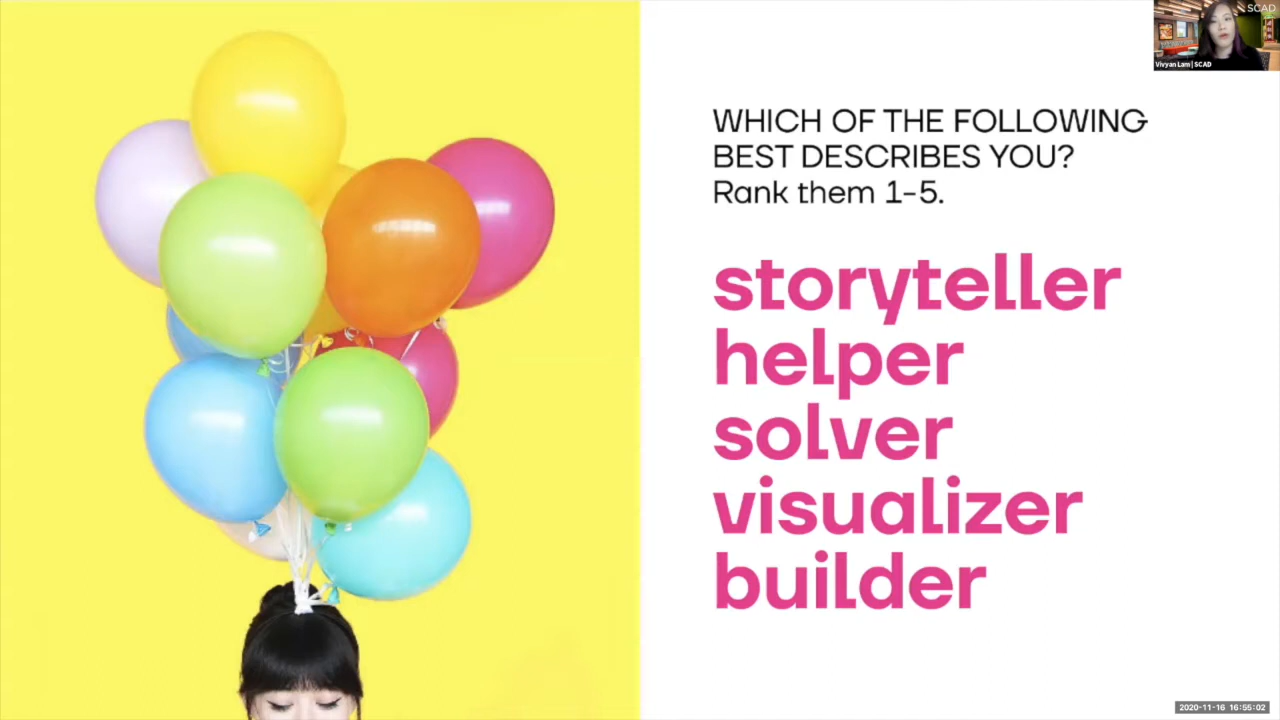 SCAD
Vivyan Lam | SCAD
WHICH OF THE FOLLOWING
BEST DESCRIBES YOU?
Rank them 1-5.
storyteller
helper
solver
visualizer
builder
2020-11-16 16:55:02